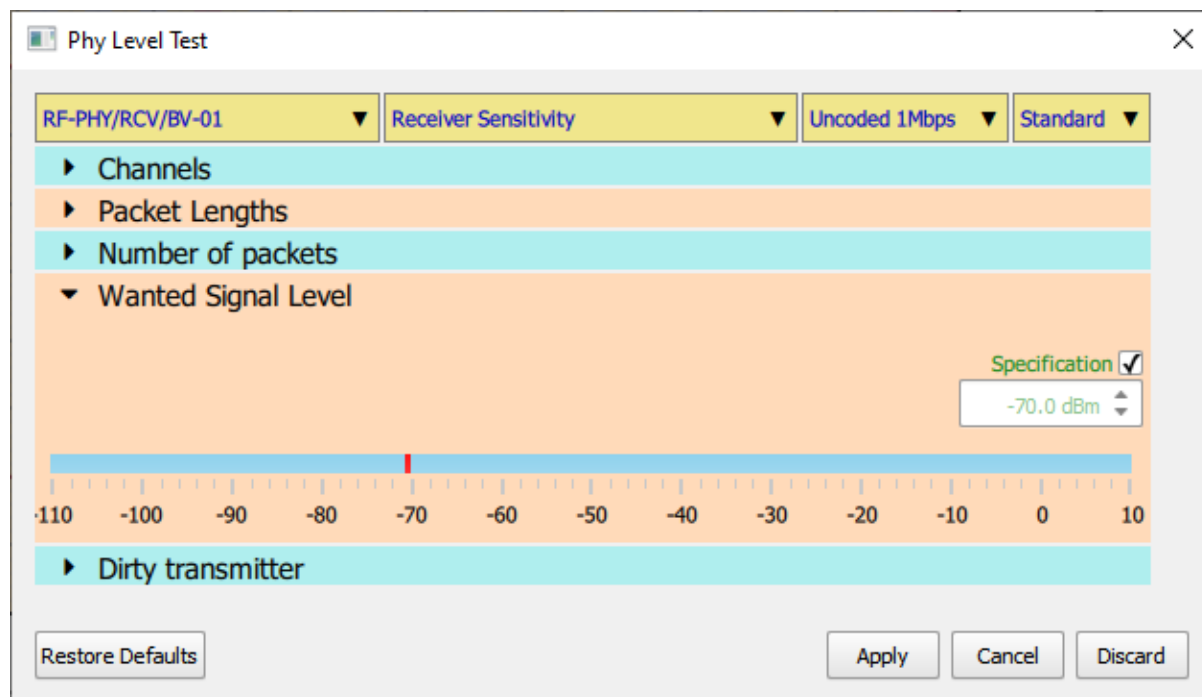 Phy Level Test
RF-PHY/RCV/BV-01 Receiver Sensitivity Uncoded 1Mbps Standard
Channels
Packet Lengths
Number of packets
Wanted Signal Level
Specification
-70.0 dBm
-110 -100 -90 -80 -70 -60 -50 -40 -30 -20 -10 0 10
Dirty transmitter
Restore Defaults Apply Cancel Discard